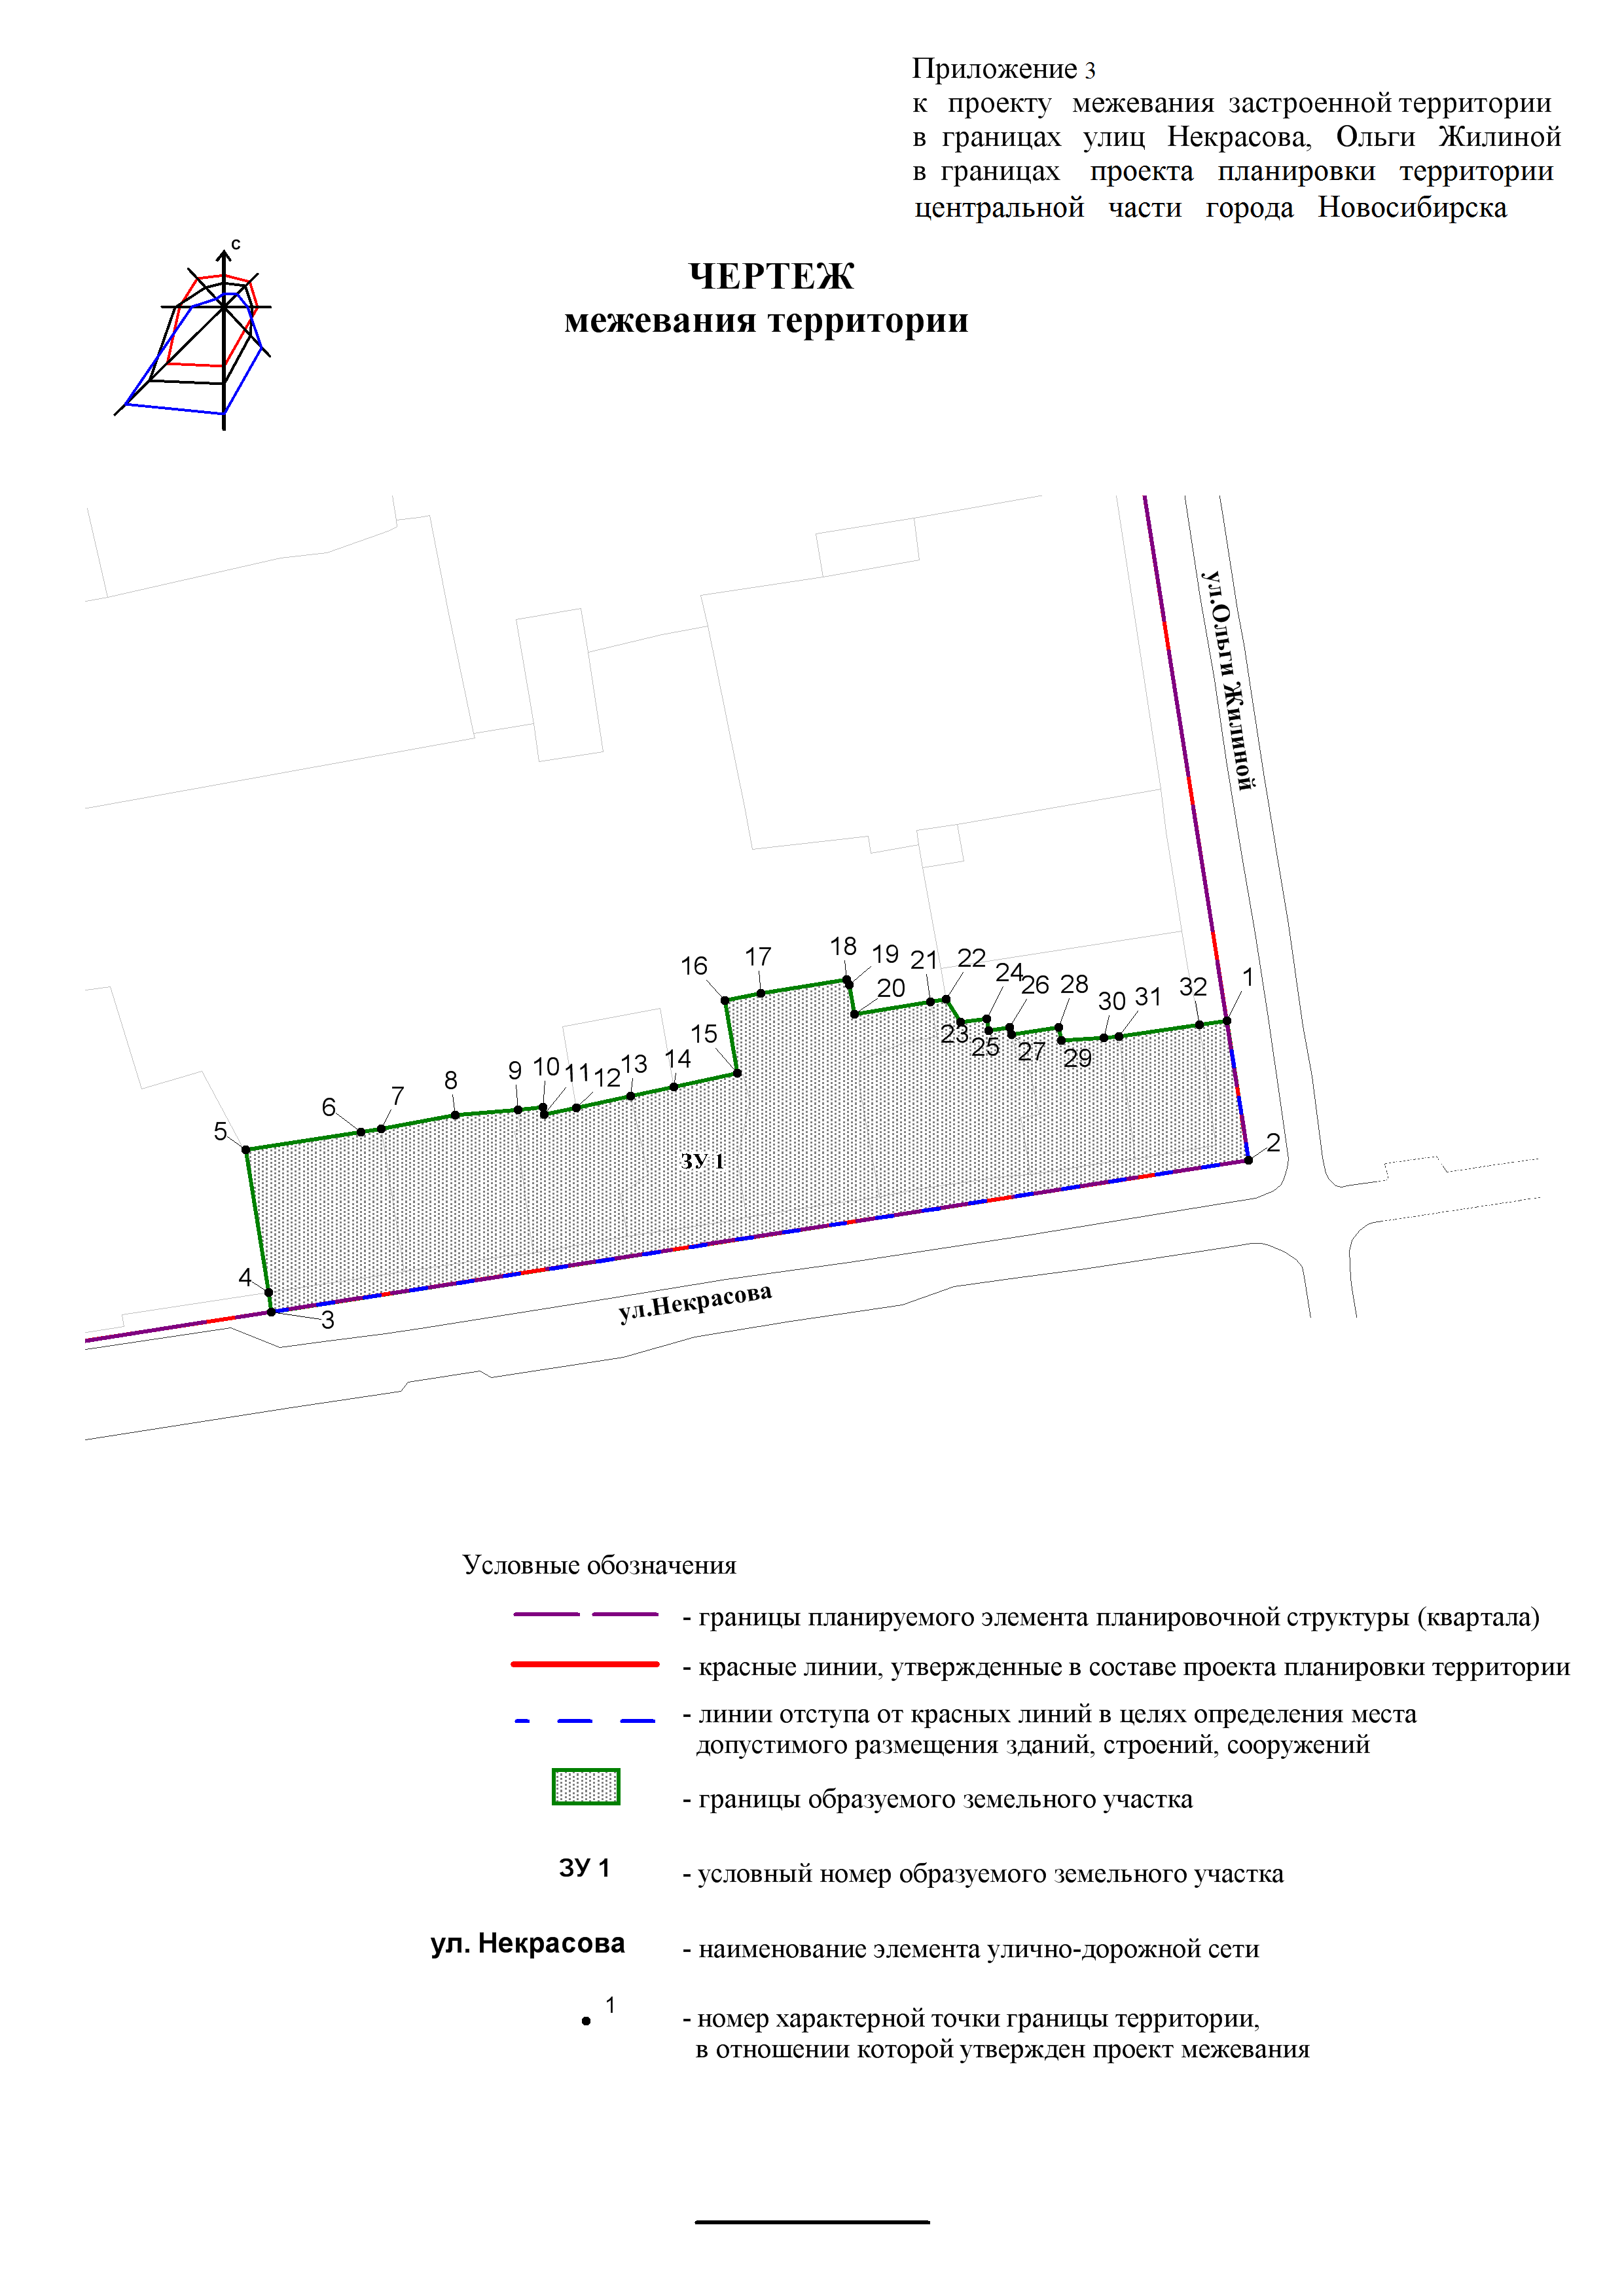 Приложение 3
к проекту межевания застроенной территории
в границах улиц Некрасова, Ольги Жилиной
в границах проекта планировки территории
центральной части города Новосибирска
С
ЧЕРТЕЖ
межевания территории
ул.Ольги Жилиной
16
17
18
19
20
21
22
23
24
25
26
27
28
29
30
31
32
1
15
14
13
12
11
10
9
8
7
6
5
4
3
2
ЗУ 1
ул.Некрасова
Условные обозначения
- границы планируемого элемента планировочной структуры (квартала)
- красные линии, утвержденные в составе проекта планировки территории
- линии отступа от красных линий в целях определения места
допустимого размещения зданий, строений, сооружений
- границы образуемого земельного участка
ЗУ 1 - условный номер образуемого земельного участка
ул. Некрасова - наименование элемента улично-дорожной сети
1 - номер характерной точки границы территории,
в отношении которой утвержден проект межевания